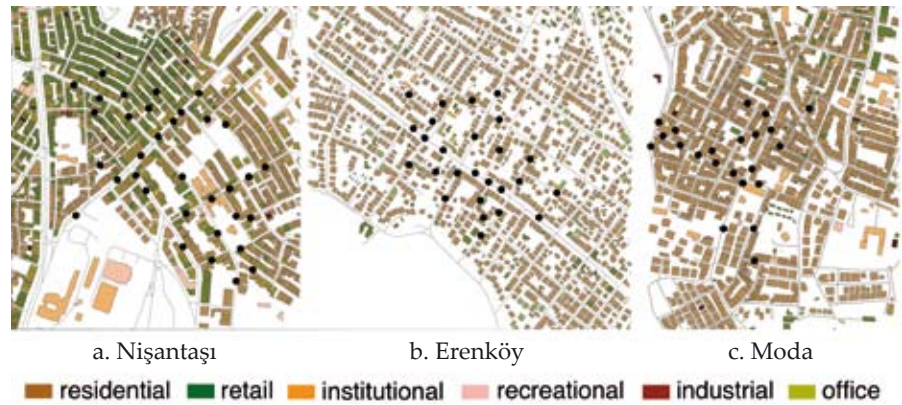 a. Nişantaşı b. Erenköy c. Moda
residential retail institutional recreational industrial office